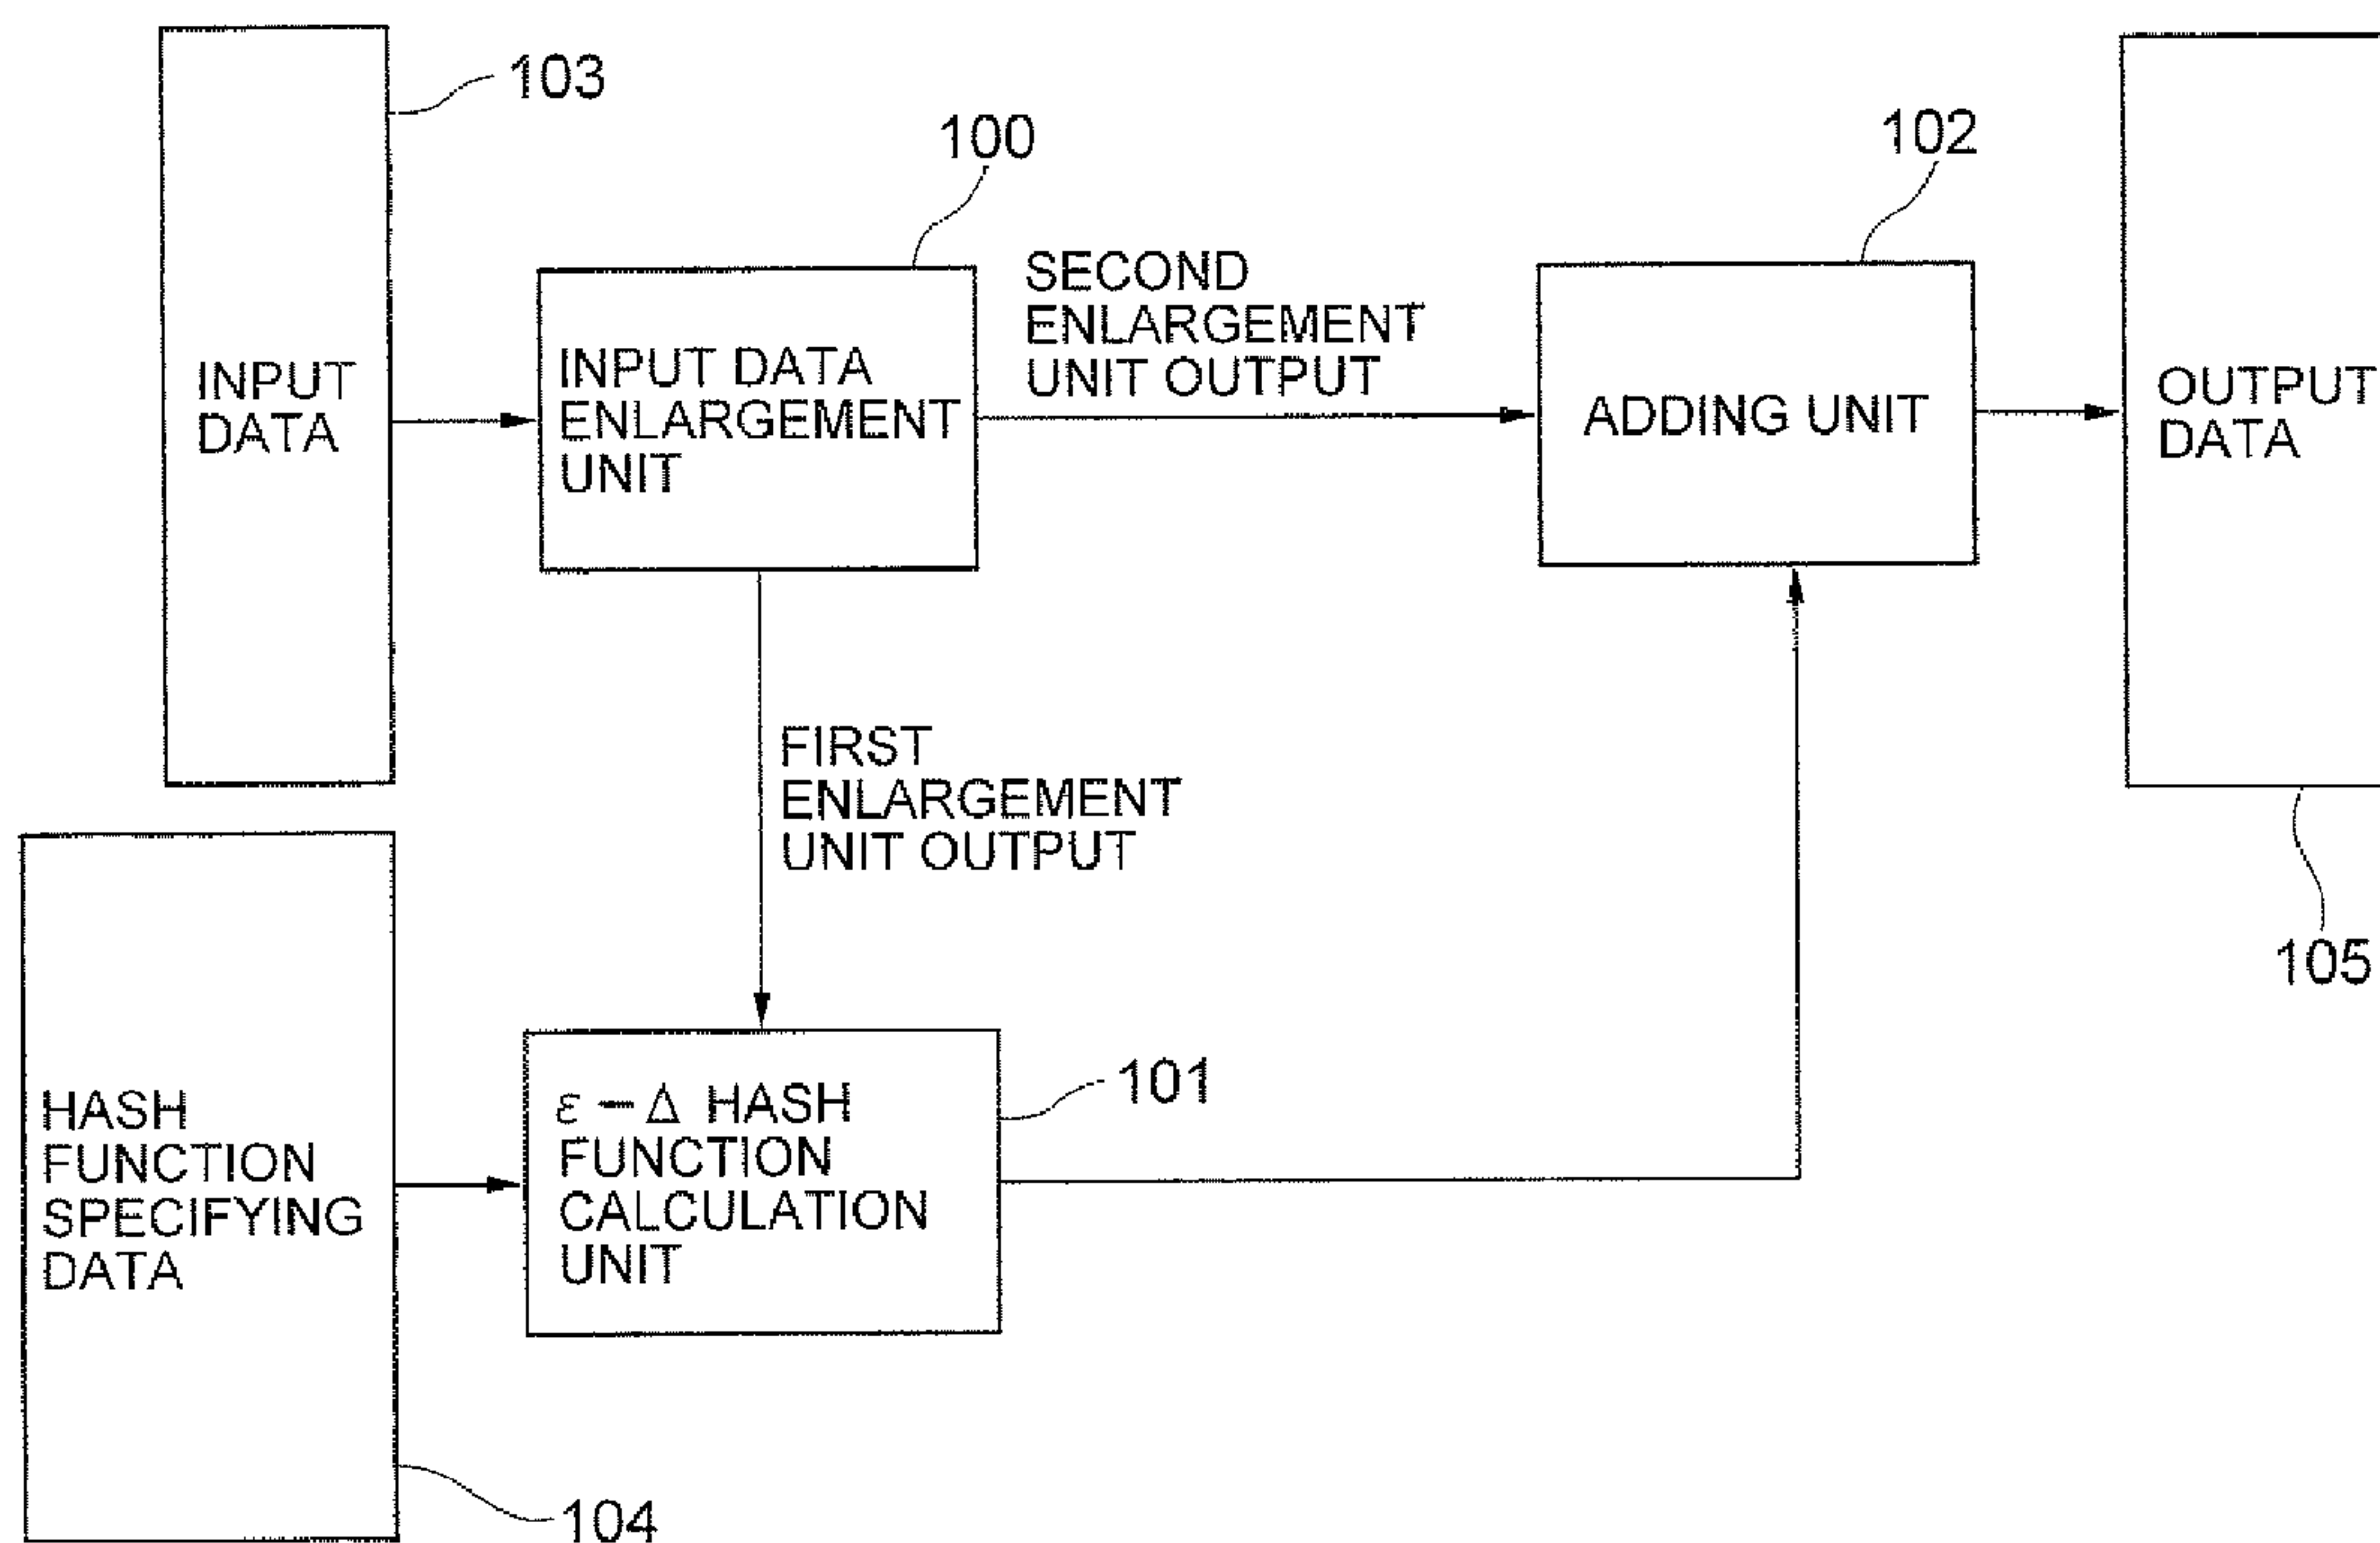 103
100
102
INPUT
DATA
INPUT DATA
ENLARGEMENT
UNIT
SECOND
ENLARGEMENT
UNIT OUTPUT
ADDING UNIT
OUTPUT
DATA
FIRST
ENLARGEMENT
UNIT OUTPUT
105
HASH
FUNCTION
SPECIFYING
DATA
ε－Δ HASH
FUNCTION
CALCULATION
UNIT
101
104